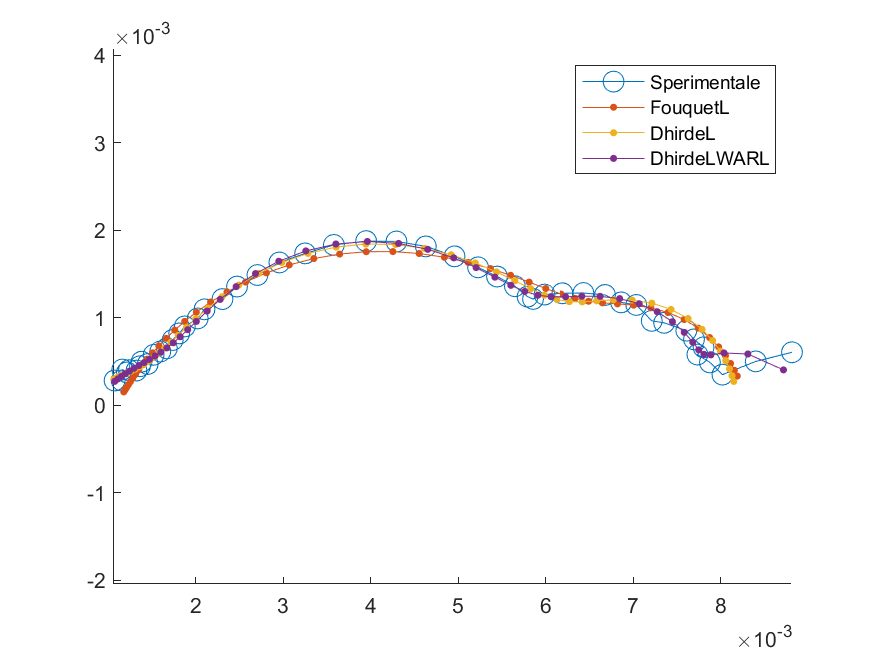 ×10-3
4
3
2
1
0
-1
-2
2 3 4 5 6 7 8
×10-3
Sperimentale
FouquetL
DhirdeL
DhirdeLWARL